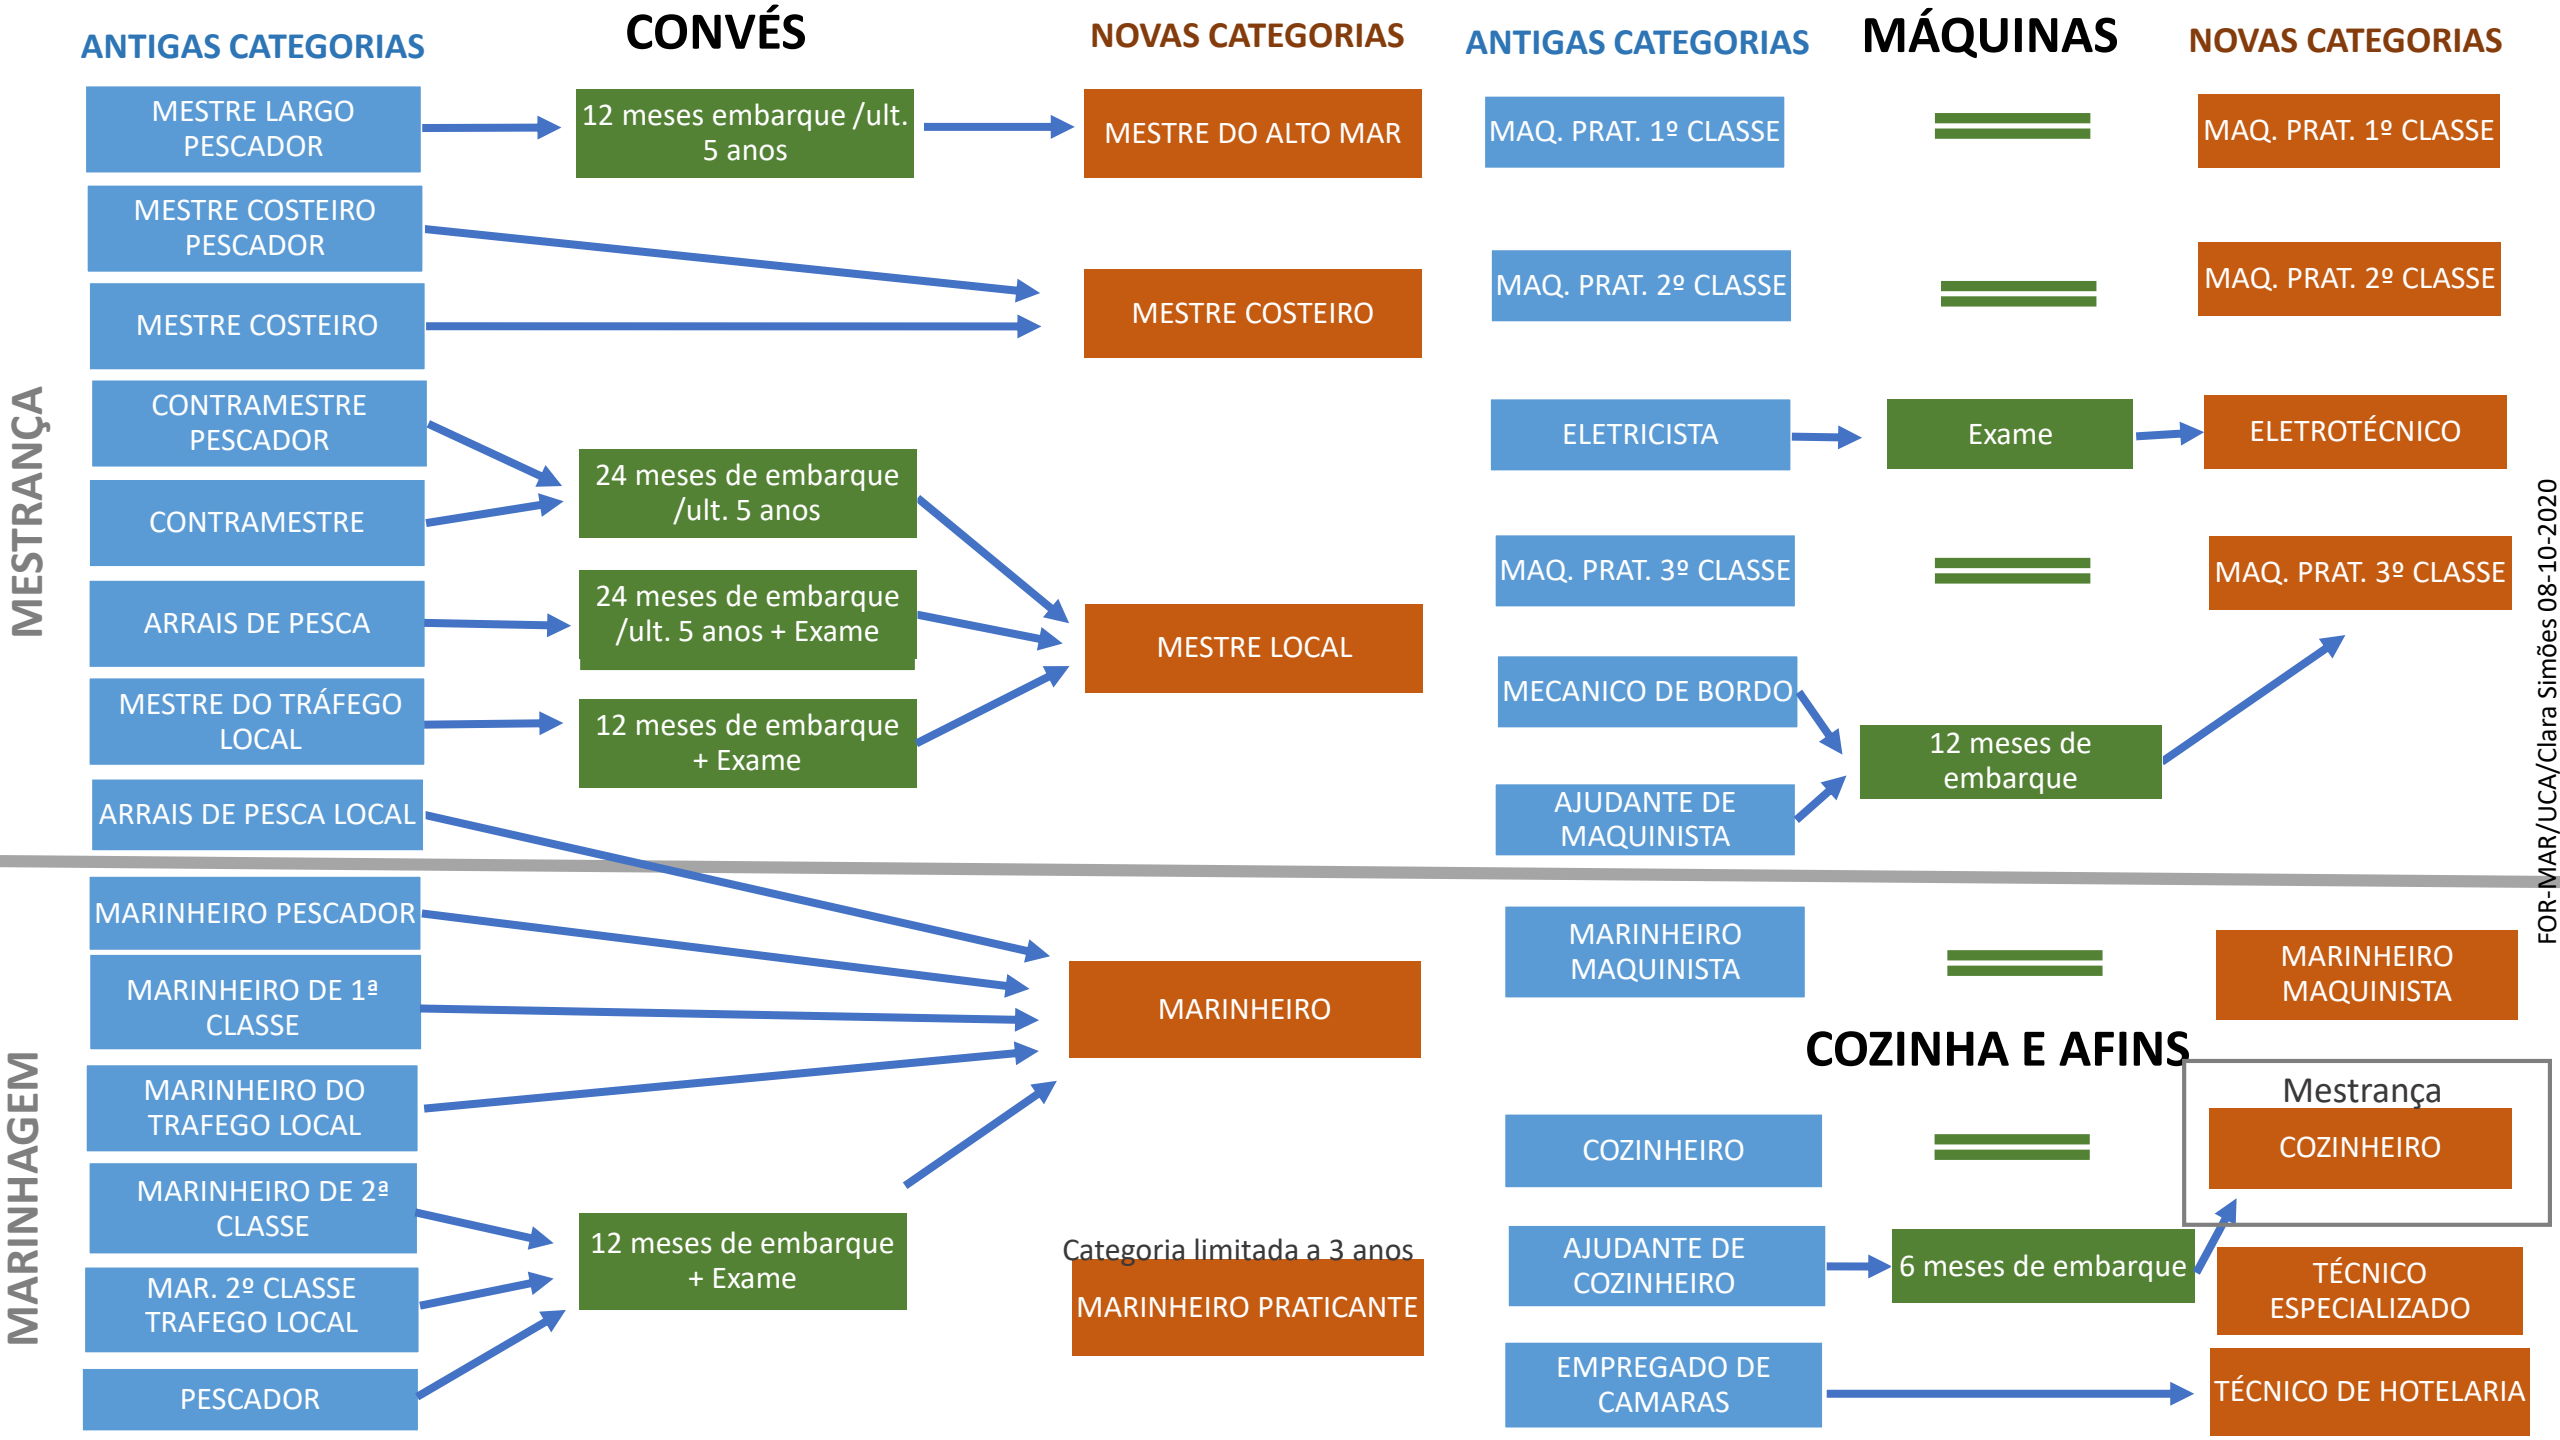 CONVÉS
ANTIGAS CATEGORIAS
NOVAS CATEGORIAS
MESTRANÇA
MESTRE LARGO
PESCADOR
12 meses embarque /ult.
5 anos
MESTRE DO ALTO MAR
MESTRE COSTEIRO
PESCADOR
MESTRE COSTEIRO
MESTRE COSTEIRO
CONTRAMESTRE
PESCADOR
CONTRAMESTRE
24 meses de embarque
/ult. 5 anos
ARRAIS DE PESCA
24 meses de embarque
/ult. 5 anos + Exame
MESTRE LOCAL
MESTRE DO TRÁFEGO
LOCAL
12 meses de embarque
+ Exame
ARRAIS DE PESCA LOCAL
MARINHAGEM
MARINHEIRO PESCADOR
MARINHEIRO DE 1ª
CLASSE
MARINHEIRO
MARINHEIRO DO
TRAFEGO LOCAL
MARINHEIRO DE 2ª
CLASSE
MAR. 2º CLASSE
TRAFEGO LOCAL
12 meses de embarque
+ Exame
PESCADOR
Categoria limitada a 3 anos
MARINHEIRO PRATICANTE
MÁQUINAS
ANTIGAS CATEGORIAS
NOVAS CATEGORIAS
MAQ. PRAT. 1º CLASSE
MAQ. PRAT. 1º CLASSE
MAQ. PRAT. 2º CLASSE
MAQ. PRAT. 2º CLASSE
ELETRICISTA
Exame
ELETROTÉCNICO
MAQ. PRAT. 3º CLASSE
MAQ. PRAT. 3º CLASSE
MECANICO DE BORDO
12 meses de
embarque
AJUDANTE DE
MAQUINISTA
MARINHEIRO
MAQUINISTA
MARINHEIRO
MAQUINISTA
COZINHA E AFINS
Mestrança
COZINHEIRO
COZINHEIRO
AJUDANTE DE
COZINHEIRO
6 meses de embarque
TÉCNICO
ESPECIALIZADO
EMPREGADO DE
CAMARAS
TÉCNICO DE HOTELARIA
FOR-MAR/UCA/Clara Simões 08-10-2020